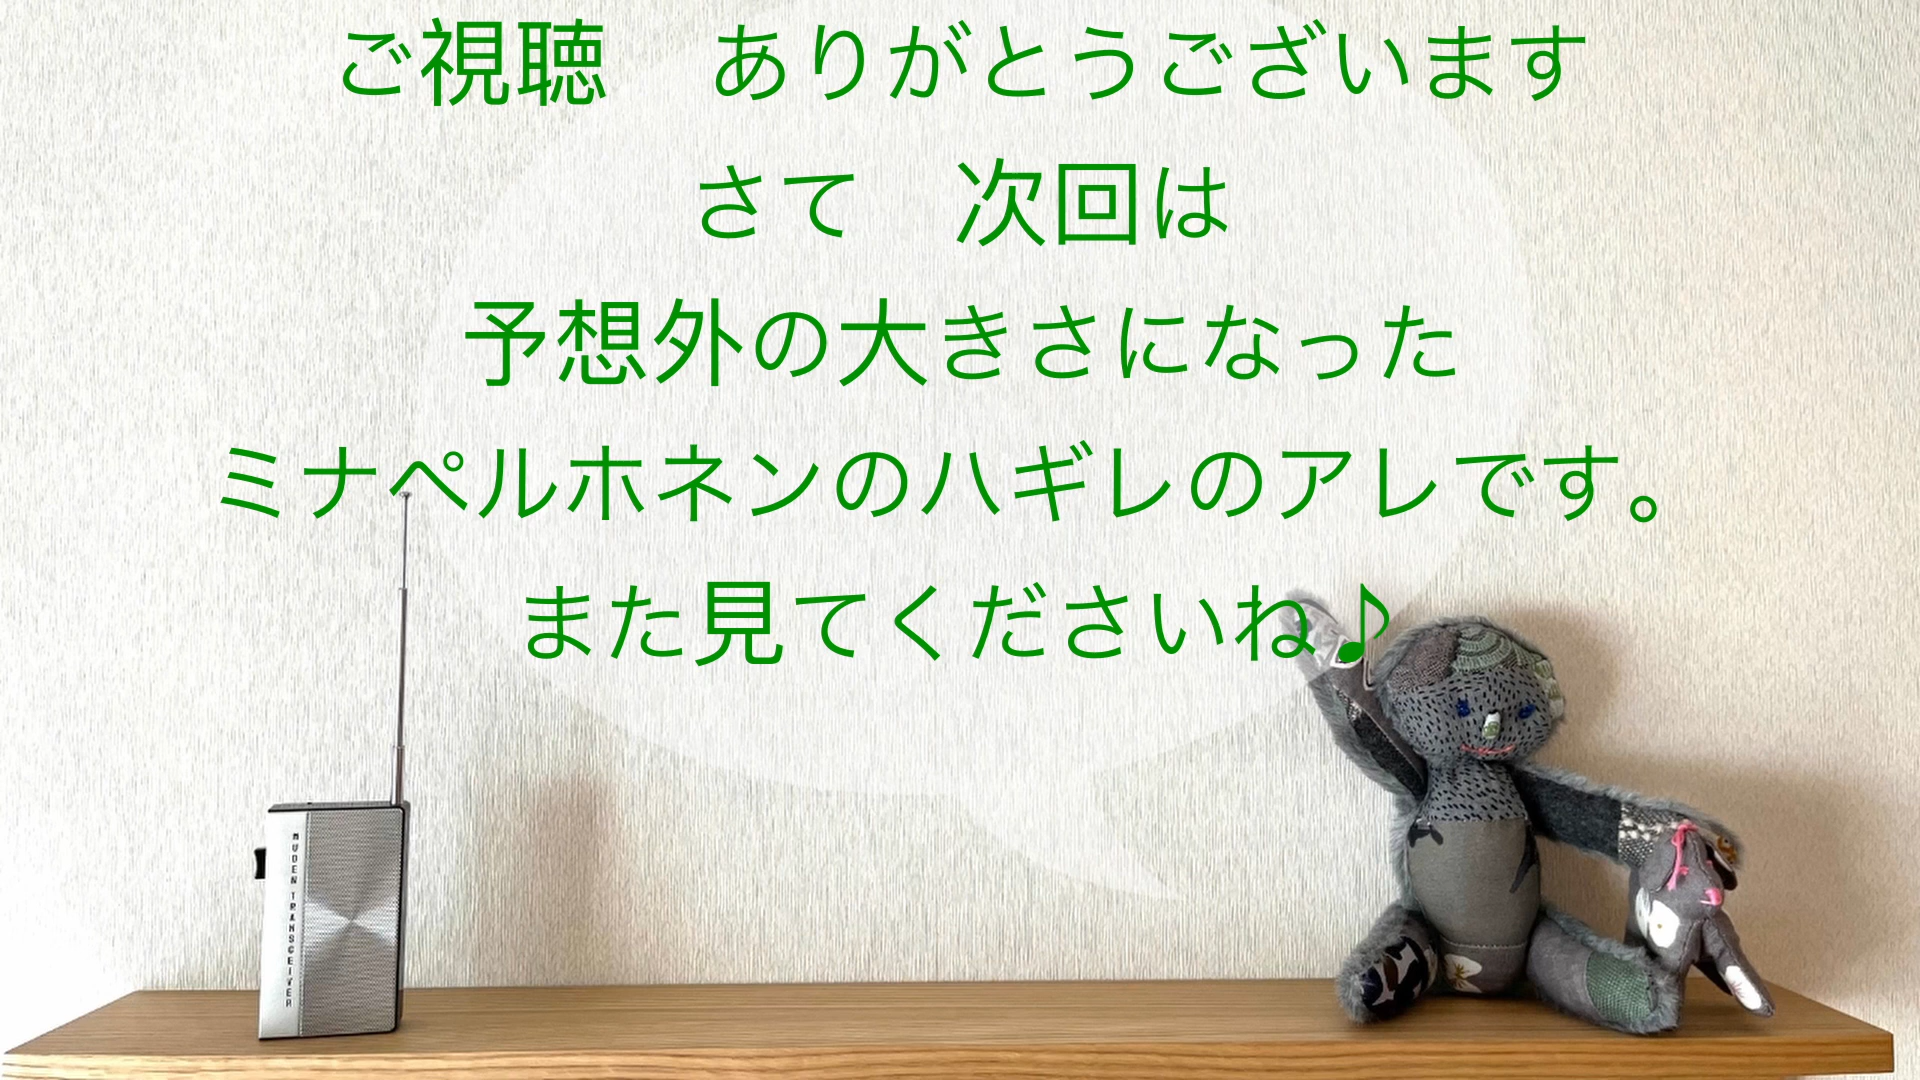 ご視聴　ありがとうございます
さて　次回は
予想外の大きさになった
ミナペルホネンのハギレのアレです。
また見てくださいね♪
MYDEN TRANSCEIVER